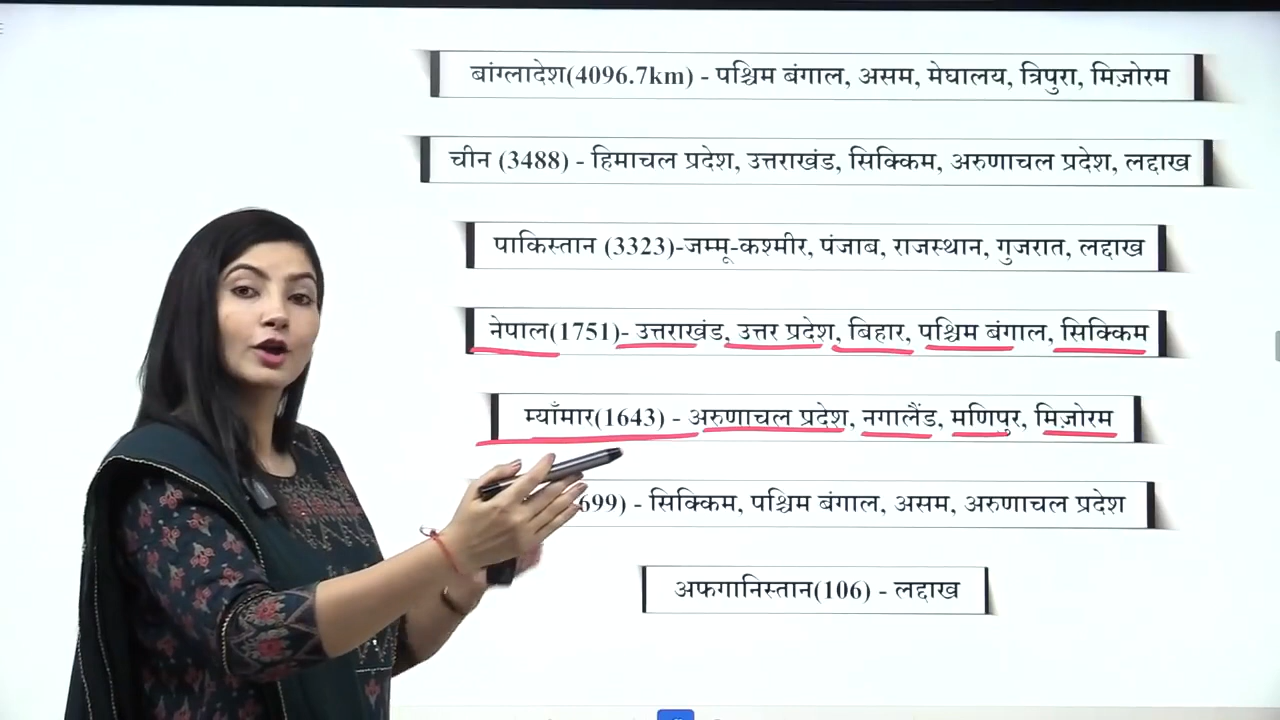 बांग्लादेश(4096.7km) - पश्चिम बंगाल, असम, मेघालय, त्रिपुरा, मिज़ोरम
चीन (3488) - हिमाचल प्रदेश, उत्तराखंड, सिक्किम, अरुणाचल प्रदेश, लद्दाख
पाकिस्तान (3323)-जम्मू-कश्मीर, पंजाब, राजस्थान, गुजरात, लद्दाख
नेपाल(1751)- उत्तराखंड, उत्तर प्रदेश, बिहार, पश्चिम बंगाल, सिक्किम
म्याँमार(1643) - अरुणाचल प्रदेश, नगालैंड, मणिपुर, मिज़ोरम
699) - सिक्किम, पश्चिम बंगाल, असम, अरुणाचल प्रदेश
अफगानिस्तान(106) - लद्दाख